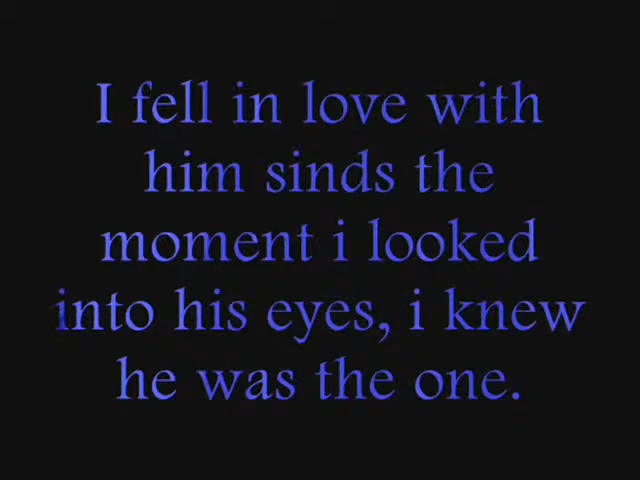 I fell in love with
him sinds the
moment i looked
into his eyes, i knew
he was the one.